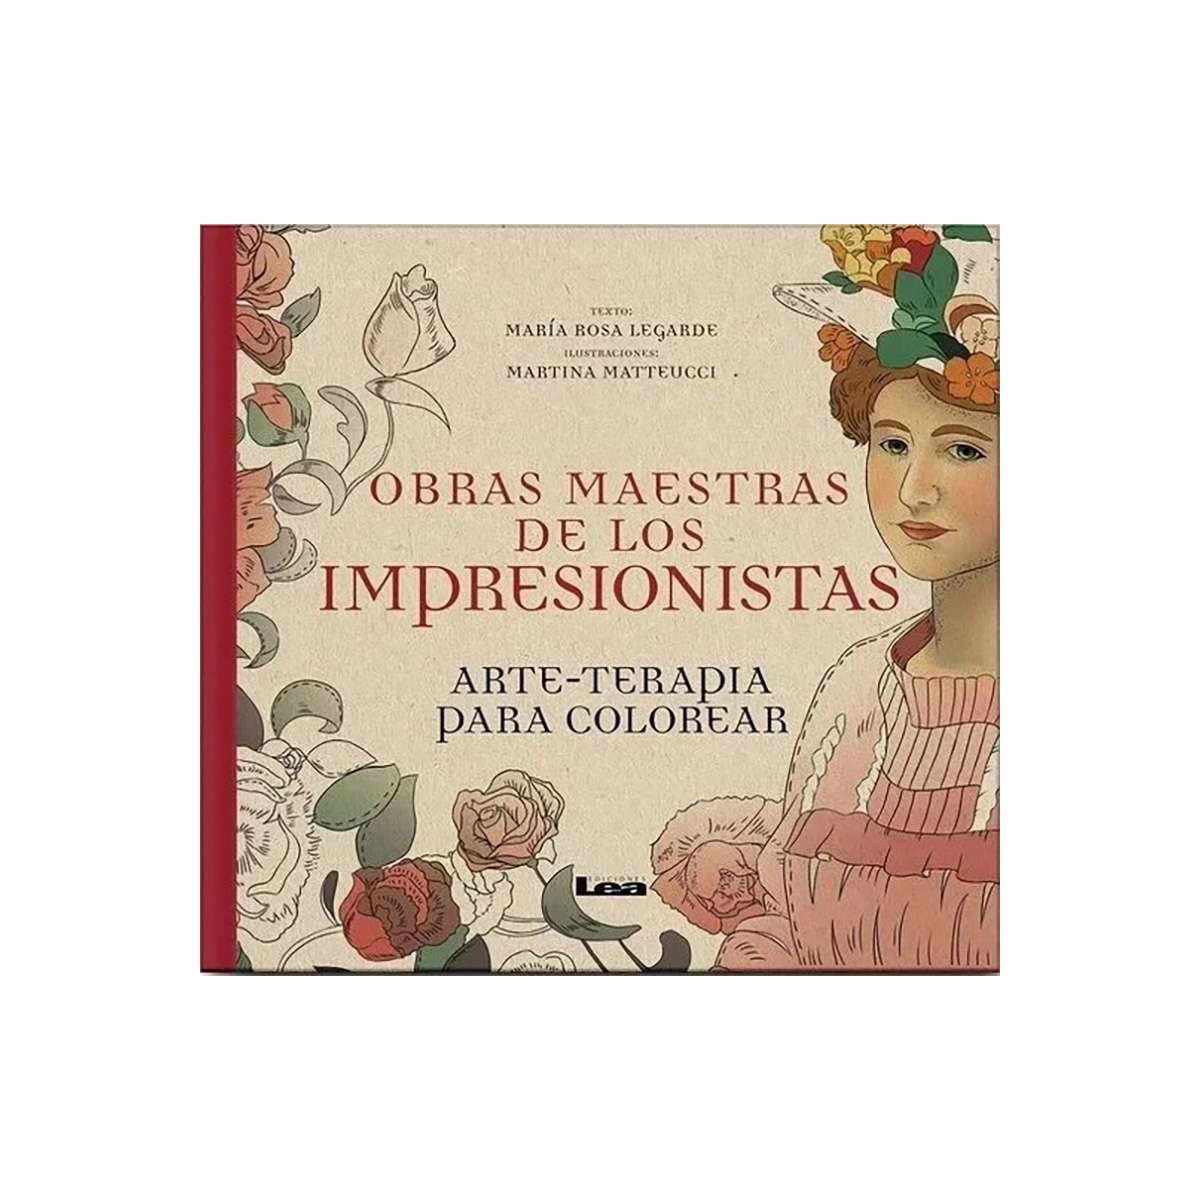 TEXTO:
MARÍA ROSA LEGARDE
ILUSTRACIONES:
MARTINA MATTEUCCI
OBRAS MAESTRAS
DE LOS
IMPRESIONISTAS
ARTE-TERAPIA
PARA COLOREAR
EDICIONES
Lea